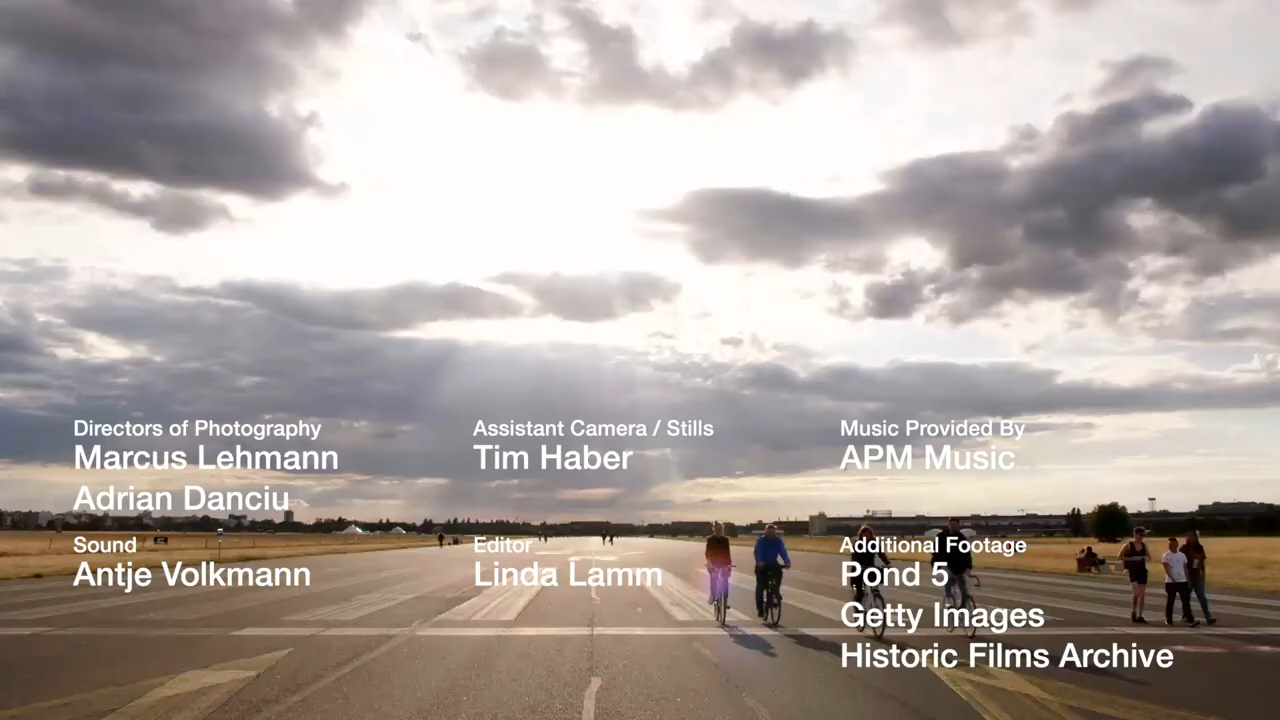 Directors of Photography
Marcus Lehmann
Adrian Danciu
Sound
Antje Volkmann
Assistant Camera / Stills
Tim Haber
Editor
Linda Lamm
Music Provided By
APM Music
Additional Footage
Pond 5
Getty Images
Historic Films Archive